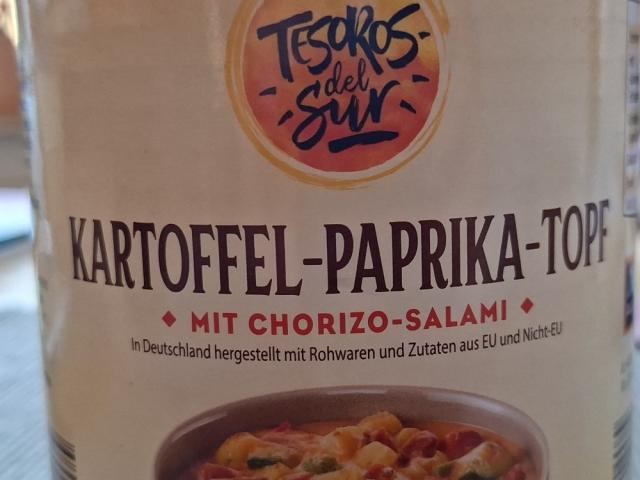 TESOROS
del
Sur
KARTOFFEL-PAPRIKA-TOPF
MIT CHORIZO-SALAMI
In Deutschland hergestellt mit Rohwaren und Zutaten aus EU und Nicht-EU